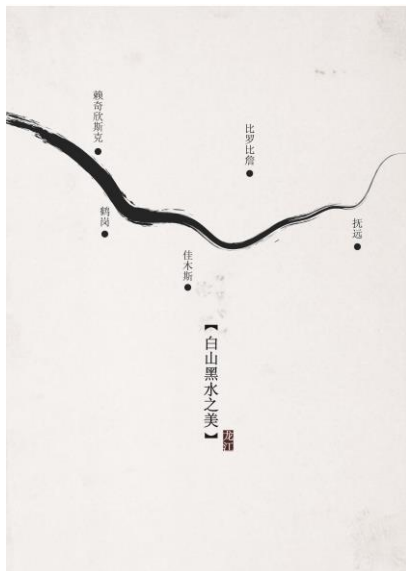 赖奇欣斯克
比罗比詹
鹤岗
抚远
佳木斯
【白山黑水之美】
龙江